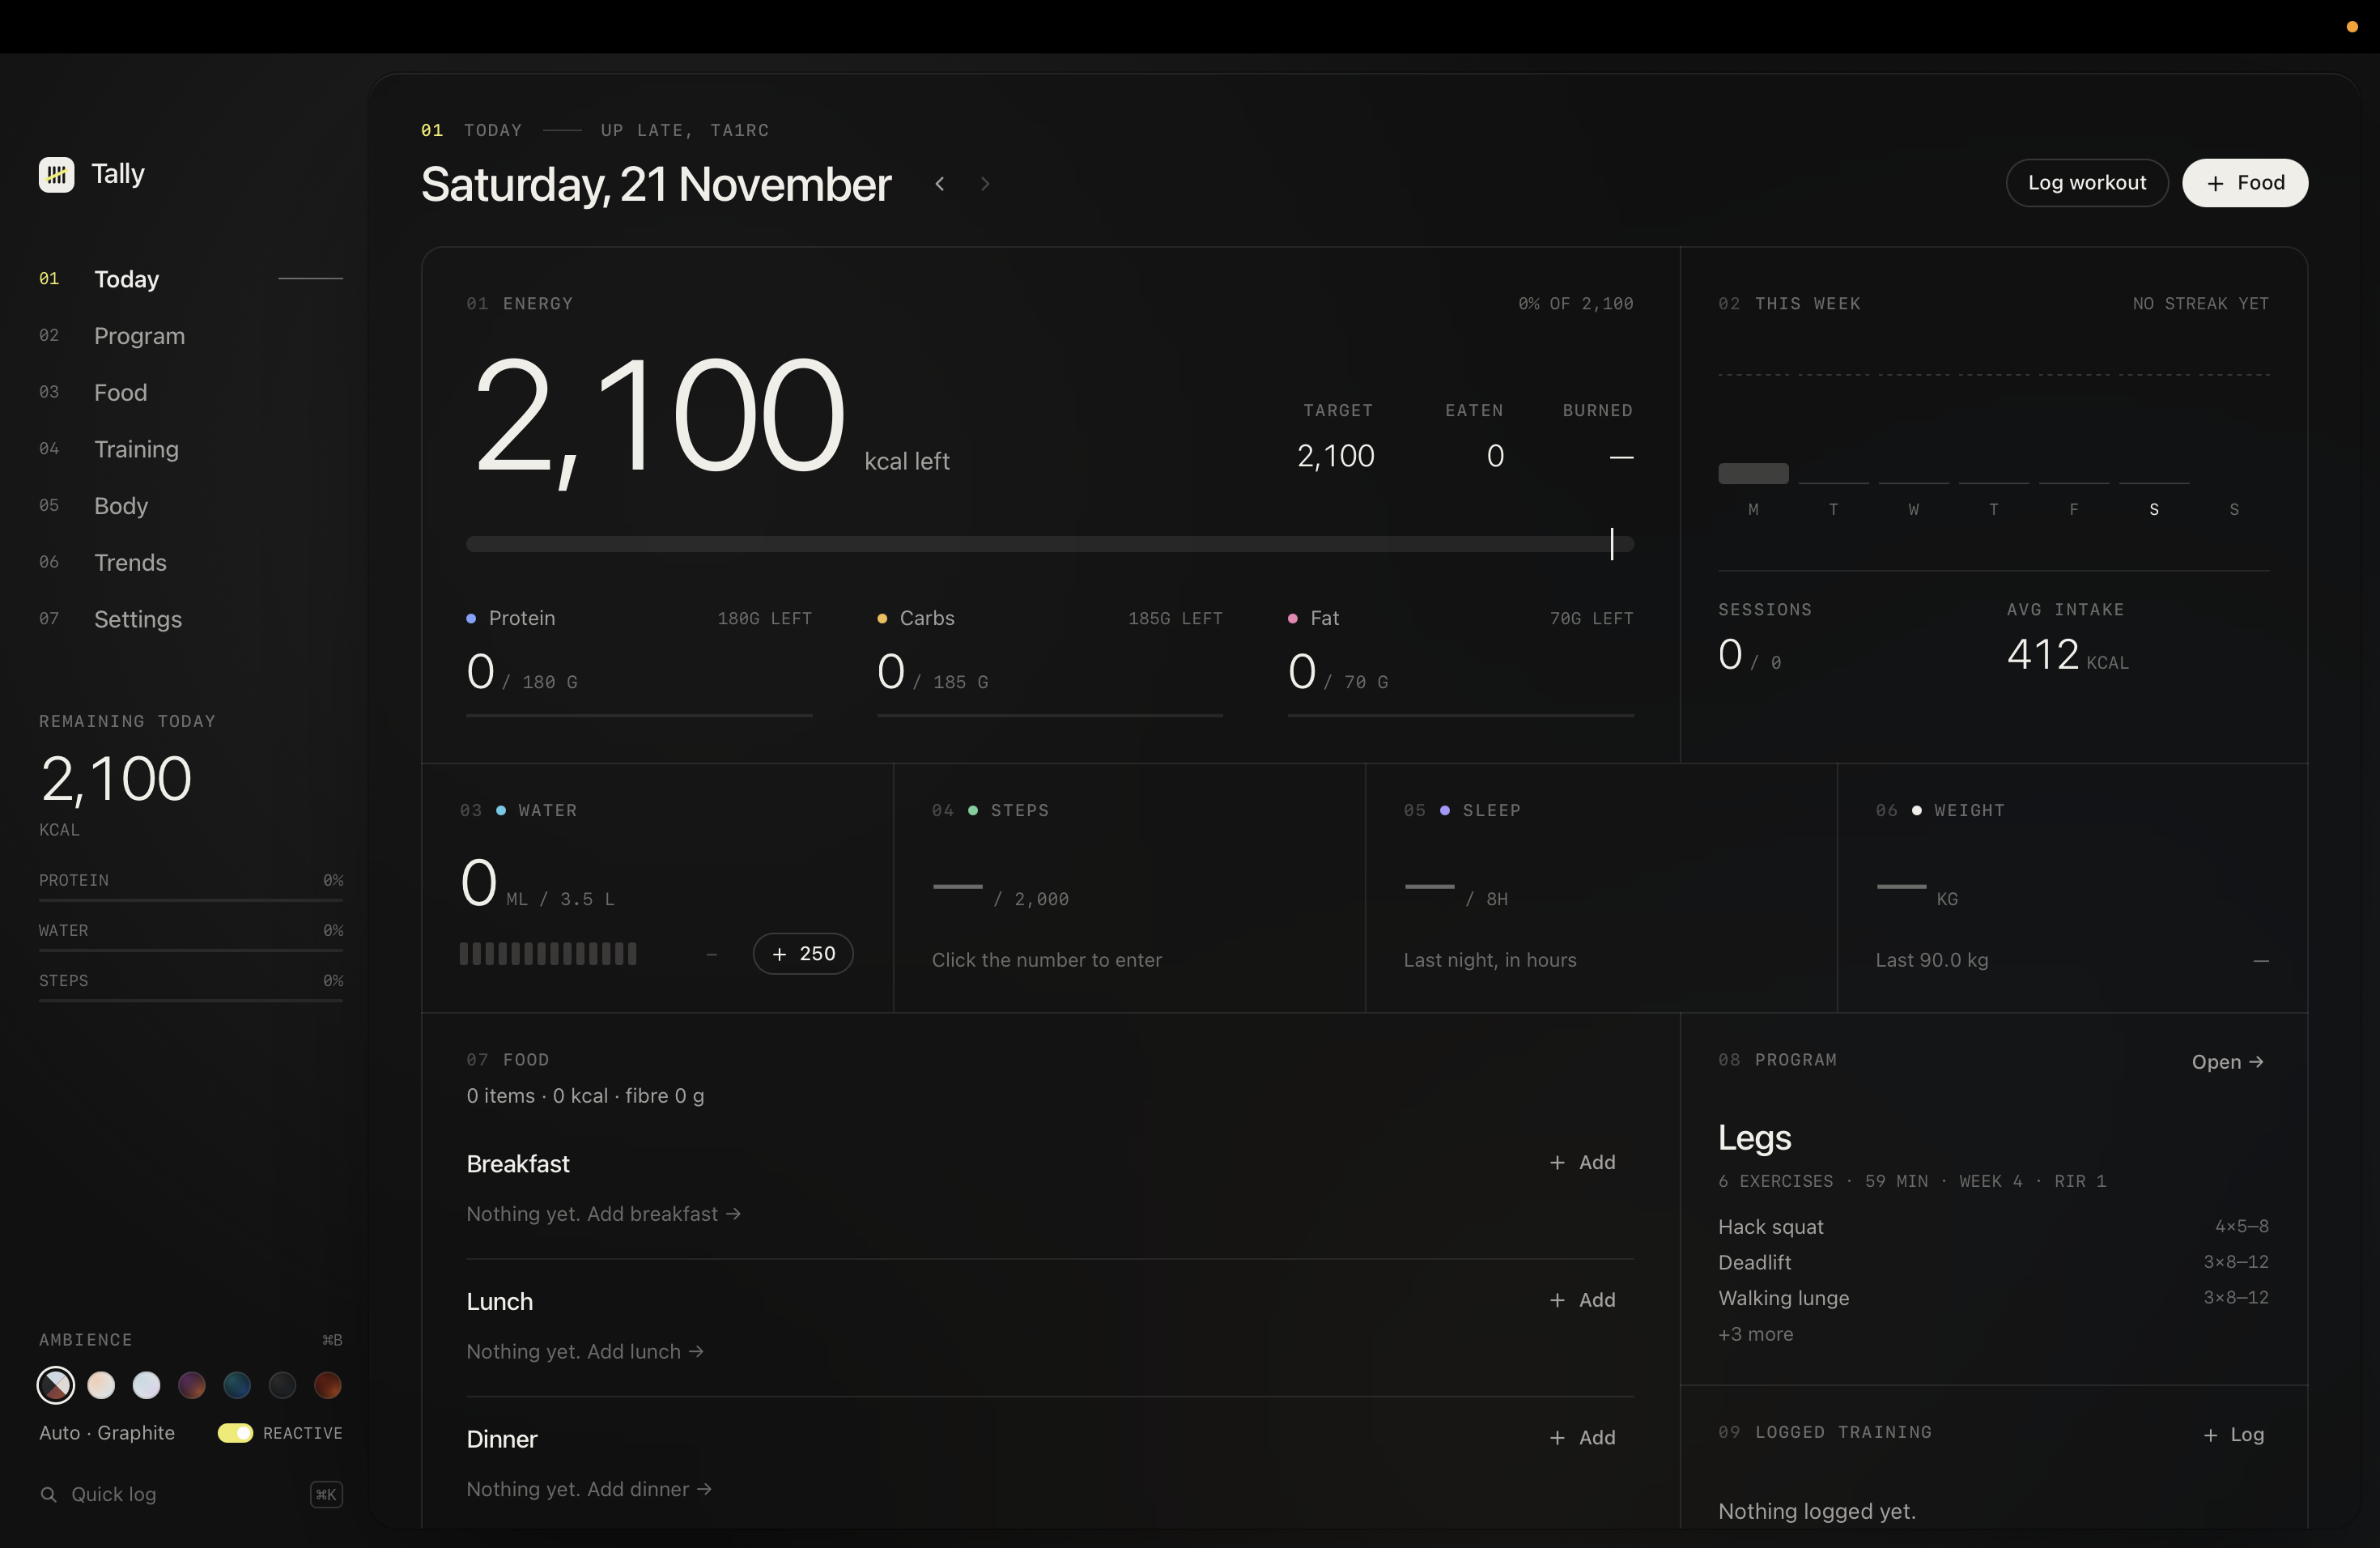 Tally
01 Today
02 Program
03 Food
04 Training
05 Body
06 Trends
07 Settings
REMAINING TODAY
2,100
KCAL
PROTEIN 0%
WATER 0%
STEPS 0%
AMBIENCE ⌘B
Auto · Graphite REACTIVE
Quick log ⌘K
01 TODAY UP LATE, TA1RC
Saturday, 21 November
Log workout
+ Food
01 ENERGY 0% OF 2,100
2,100 kcal left
TARGET EATEN BURNED
2,100 0 —
Protein 180G LEFT
0 / 180 G
Carbs 185G LEFT
0 / 185 G
Fat 70G LEFT
0 / 70 G
02 THIS WEEK NO STREAK YET
M T W T F S S
SESSIONS
0 / 0
AVG INTAKE
412 KCAL
03 WATER
0 ML / 3.5 L
– + 250
04 STEPS
— / 2,000
Click the number to enter
05 SLEEP
— / 8H
Last night, in hours
06 WEIGHT
— KG
Last 90.0 kg —
07 FOOD
0 items · 0 kcal · fibre 0 g
Breakfast + Add
Nothing yet. Add breakfast →
Lunch + Add
Nothing yet. Add lunch →
Dinner + Add
Nothing yet. Add dinner →
08 PROGRAM Open →
Legs
6 EXERCISES · 59 MIN · WEEK 4 · RIR 1
Hack squat 4×5–8
Deadlift 3×8–12
Walking lunge 3×8–12
+3 more
09 LOGGED TRAINING + Log
Nothing logged yet.